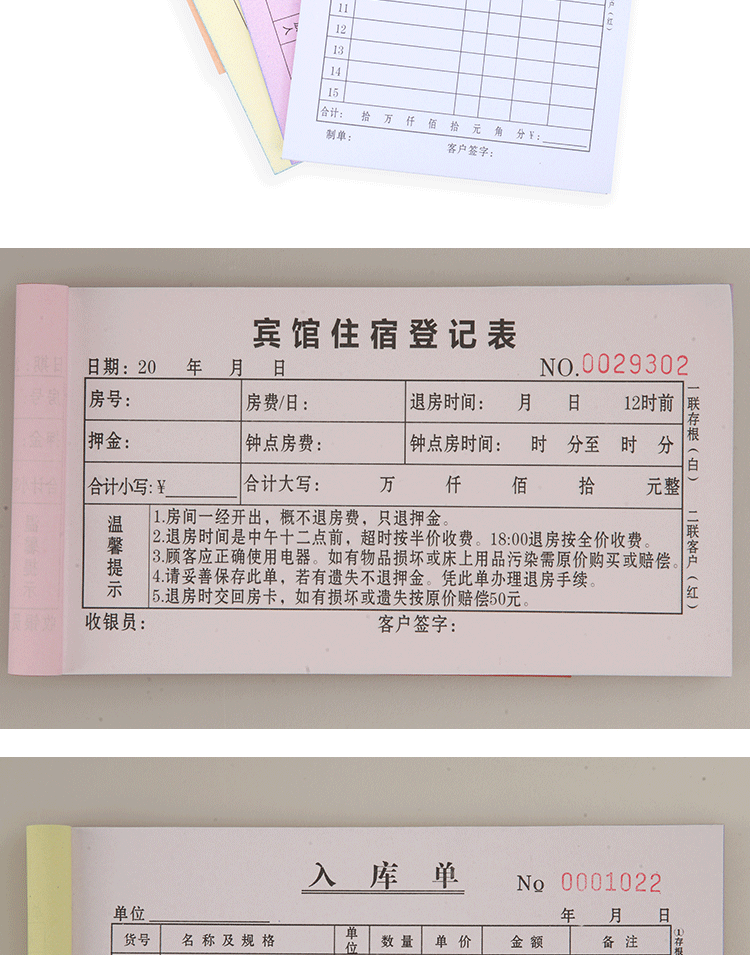 11
12
13
14
15
合计: 拾 万 仟 佰 拾 元 角 分 ¥:
制单:
客户签字:
户(红)
宾馆住宿登记表
日期: 20 年 月 日 NO.0029302
房号: 房费/日: 退房时间: 月 日 12时前
押金: 钟点房费: 钟点房时间: 时 分至 时 分
合计小写:¥ 合计大写: 万 仟 佰 拾 元整
温馨提示
1.房间一经开出，概不退房费，只退押金。
2.退房时间是中午十二点前，超时按半价收费。18:00退房按全价收费。
3.顾客应正确使用电器。如有物品损坏或床上用品污染需原价购买或赔偿。
4.请妥善保存此单，若有遗失不退押金。凭此单办理退房手续。
5.退房时交回房卡，如有损坏或遗失按原价赔偿50元。
收银员: 客户签字:
一联存根(白) 二联客户(红)
入库单 No 0001022
单位 年 月 日
货号 名称及规格 单位 数量 单价 金额 备注
①存根